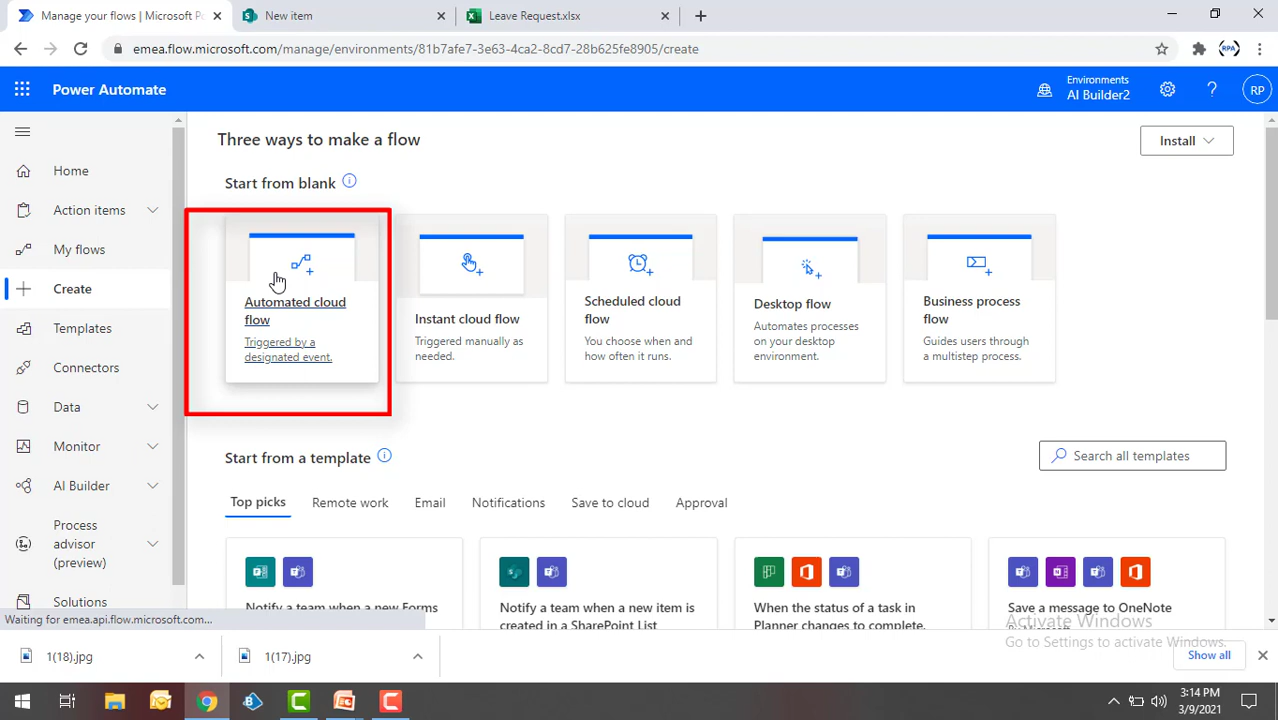 Manage your flows | Microsoft Po
New item
Leave Request.xlsx
emea.flow.microsoft.com/manage/environments/81b7afe7-3e63-4ca2-8cd7-28b625fe8905/create
RPA
Power Automate
Environments
AI Builder2
RP
Home
Action items
My flows
Create
Templates
Connectors
Data
Monitor
AI Builder
Process
advisor
(preview)
Solutions
Three ways to make a flow
Install
Start from blank
Automated cloud
flow
Triggered by a
designated event.
Instant cloud flow
Triggered manually as
needed.
Scheduled cloud
flow
You choose when and
how often it runs.
Desktop flow
Automates processes
on your desktop
environment.
Business process
flow
Guides users through
a multistep process.
Start from a template
Search all templates
Top picks
Remote work
Email
Notifications
Save to cloud
Approval
Notify a team when a new Forms
Notify a team when a new item is
created in a SharePoint List
When the status of a task in
Planner changes to complete,
Save a message to OneNote
Activate Windows
Go to Settings to activate Windows.
Waiting for emea.api.flow.microsoft.com...
1(18).jpg
1(17).jpg
Show all
3:14 PM
3/9/2021